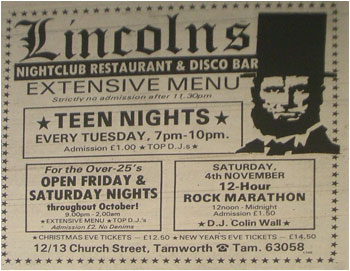 Lincolns
NIGHTCLUB RESTAURANT & DISCO BAR
EXTENSIVE MENU
Strictly no admission after 11.30pm
★ TEEN NIGHTS ★
EVERY TUESDAY, 7pm-10pm.
Admission £1.00 ★ TOP D.J.s ★
For the Over-25's
OPEN FRIDAY &
SATURDAY NIGHTS
throughout October!
9.00pm - 2.00am
★ EXTENSIVE MENU ★ TOP D.J.'s
Admission £2. No Denims
SATURDAY,
4th NOVEMBER
12-Hour
ROCK MARATHON
12noon - Midnight
Admission £1.50
★ D.J. Colin Wall ★
★ CHRISTMAS EVE TICKETS — £12.50 ★ NEW YEAR'S EVE TICKETS — £14.50
12/13 Church Street, Tamworth ☎ Tam. 63058